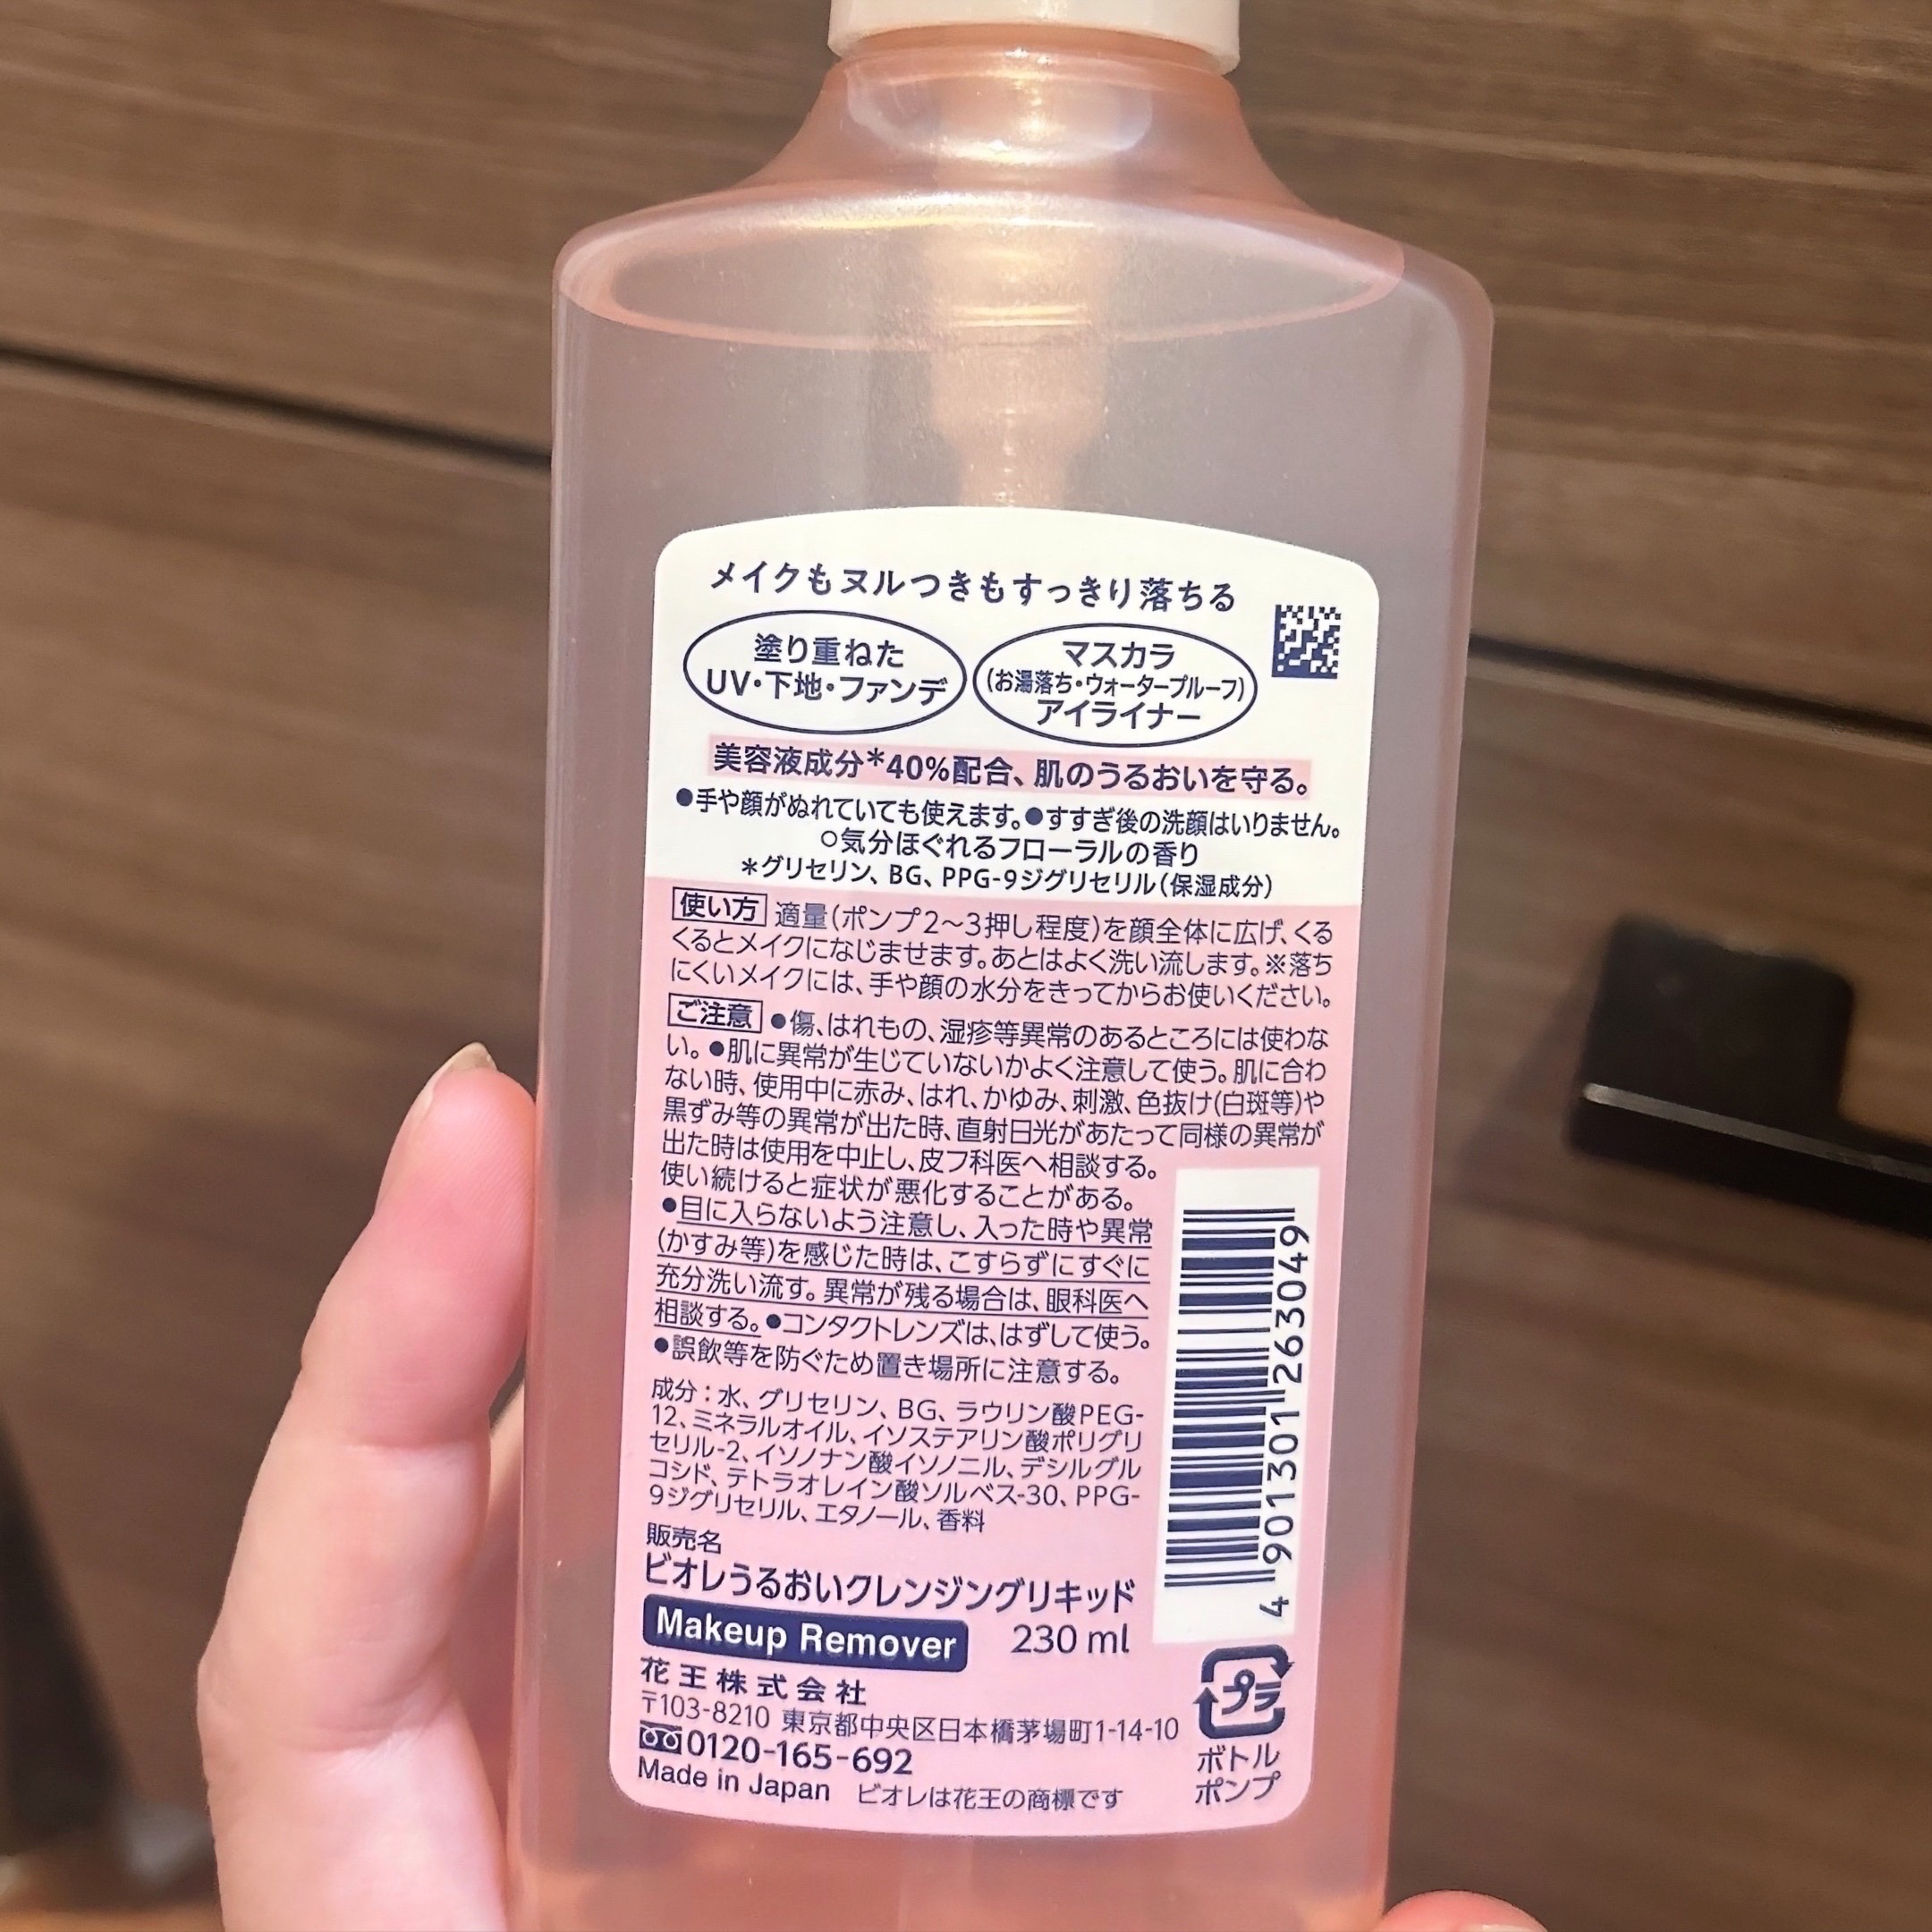 メイクもヌルつきもすっきり落ちる
塗り重ねた
UV・下地・ファンデ
マスカラ
(お湯落ち・ウォータープルーフ)
アイライナー
美容液成分*40%配合、肌のうるおいを守る。
●手や顔がぬれていても使えます。●すすぎ後の洗顔はいりません。
○気分ほぐれるフローラルの香り
*グリセリン、BG、PPG-9ジグリセリル(保湿成分)
使い方 適量(ポンプ2～3押し程度)を顔全体に広げ、くる
くるとメイクになじませます。あとはよく洗い流します。※落ち
にくいメイクには、手や顔の水分をきってからお使いください。
ご注意 ●傷、はれもの、湿疹等異常のあるところには使わな
い。●肌に異常が生じていないかよく注意して使う。肌に合わ
ない時、使用中に赤み、はれ、かゆみ、刺激、色抜け(白斑等)や
黒ずみ等の異常が出た時、直射日光があたって同様の異常が
出た時は使用を中止し、皮フ科医へ相談する。
使い続けると症状が悪化することがある。
●目に入らないよう注意し、入った時や異常
(かすみ等)を感じた時は、こすらずにすぐに
充分洗い流す。異常が残る場合は、眼科医へ
相談する。●コンタクトレンズは、はずして使う。
●誤飲等を防ぐため置き場所に注意する。
成分：水、グリセリン、BG、ラウリン酸PEG-
12、ミネラルオイル、イソステアリン酸ポリグリ
セリル-2、イソノナン酸イソノニル、デシルグル
コシド、テトラオレイン酸ソルベス-30、PPG-
9ジグリセリル、エタノール、香料
販売名
ビオレうるおいクレンジングリキッド
Makeup Remover 230 ml
花王株式会社
〒103-8210 東京都中央区日本橋茅場町1-14-10
0120-165-692
Made in Japan ビオレは花王の商標です
4 901301 263049
プラ
ボトル
ポンプ